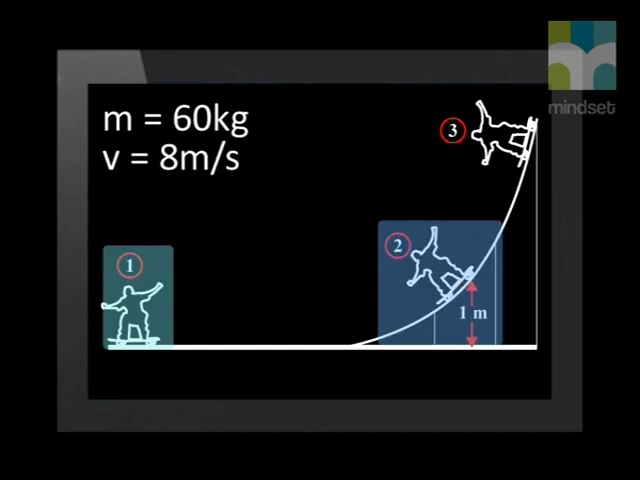 mindset
m = 60kg
v = 8m/s
3
2
1
1 m